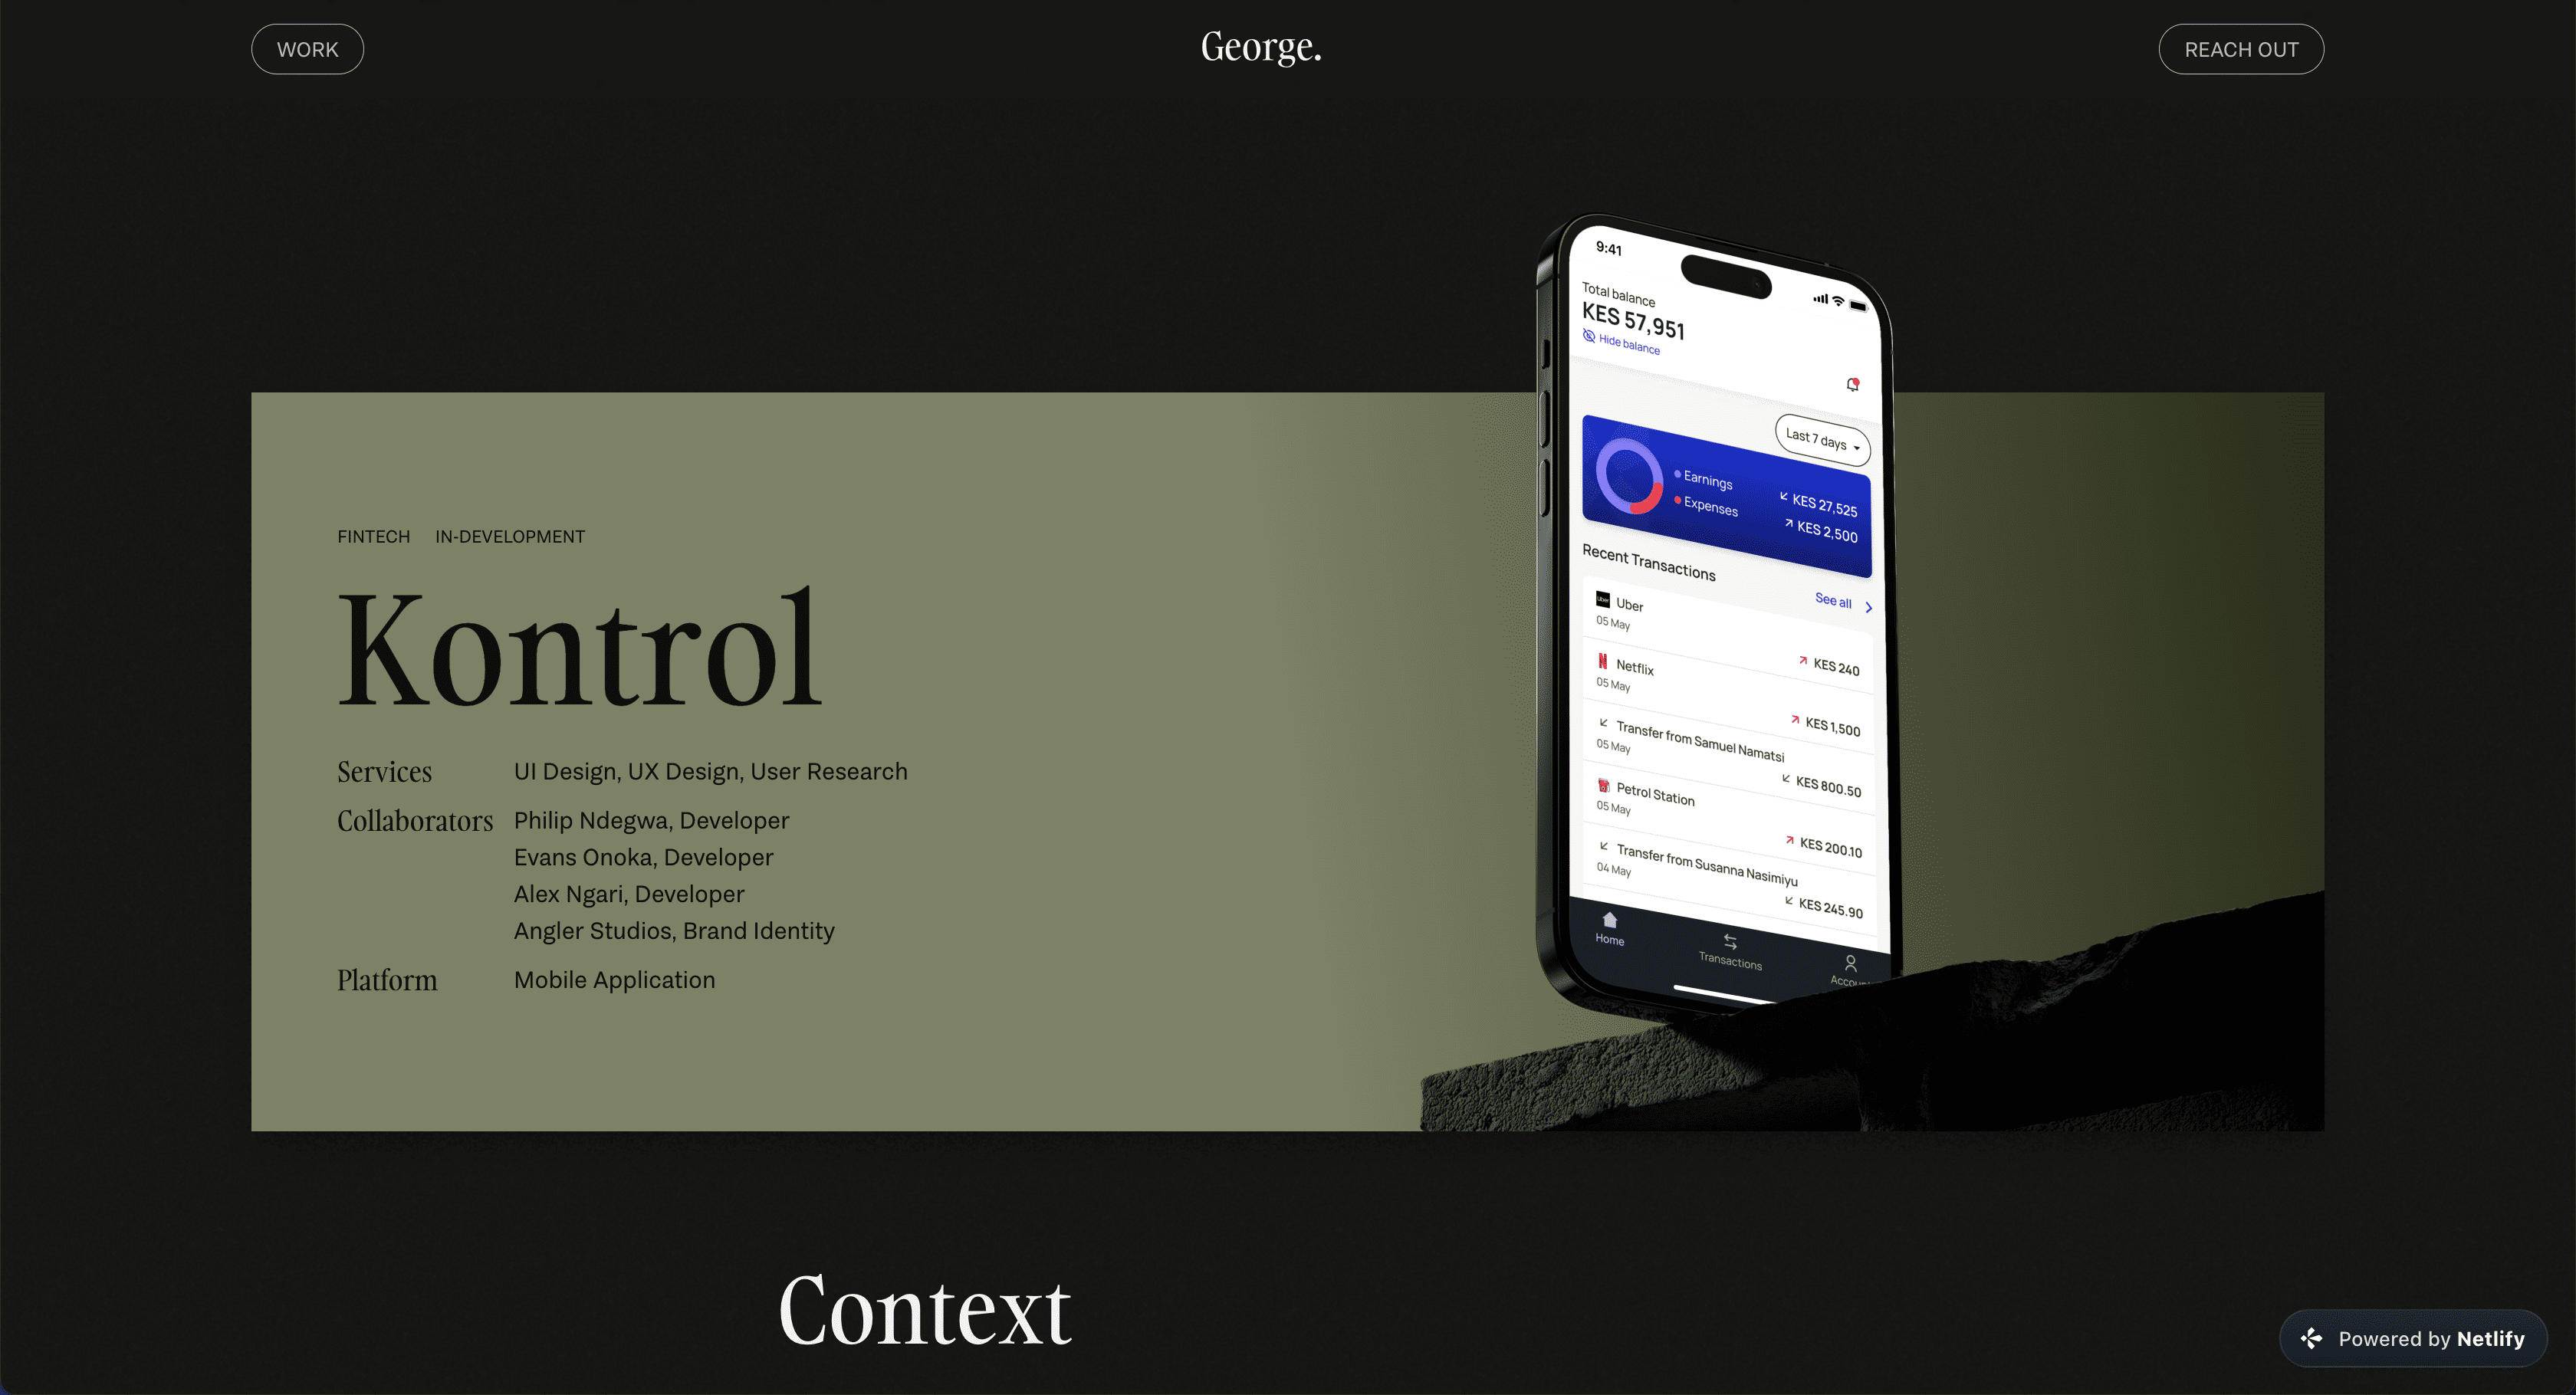 WORK
George.
REACH OUT
FINTECH IN-DEVELOPMENT
Kontrol
Services UI Design, UX Design, User Research
Collaborators Philip Ndegwa, Developer
Evans Onoka, Developer
Alex Ngari, Developer
Angler Studios, Brand Identity
Platform Mobile Application
9:41
Total balance
KES 57,951
Hide balance
Last 7 days
Earnings KES 27,525
Expenses KES 2,500
Recent Transactions
See all
Uber Uber
05 May
KES 240
Netflix
05 May
KES 1,500
Transfer from Samuel Namatsi
05 May
KES 800.50
Petrol Station
05 May
KES 200.10
Transfer from Susanna Nasimiyu
04 May
KES 245.90
Home
Transactions
Accoun
Context
Powered by Netlify